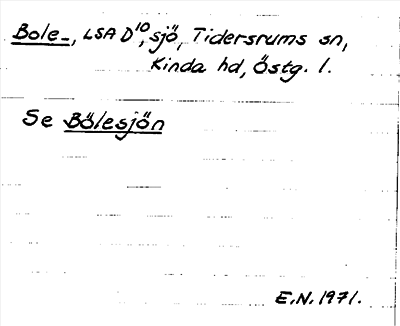 Bole-, LSA D10, sjö, Tidersrums sn,
Kinda hd, Östg. l.
Se Bölesjön
E.N. 1971.